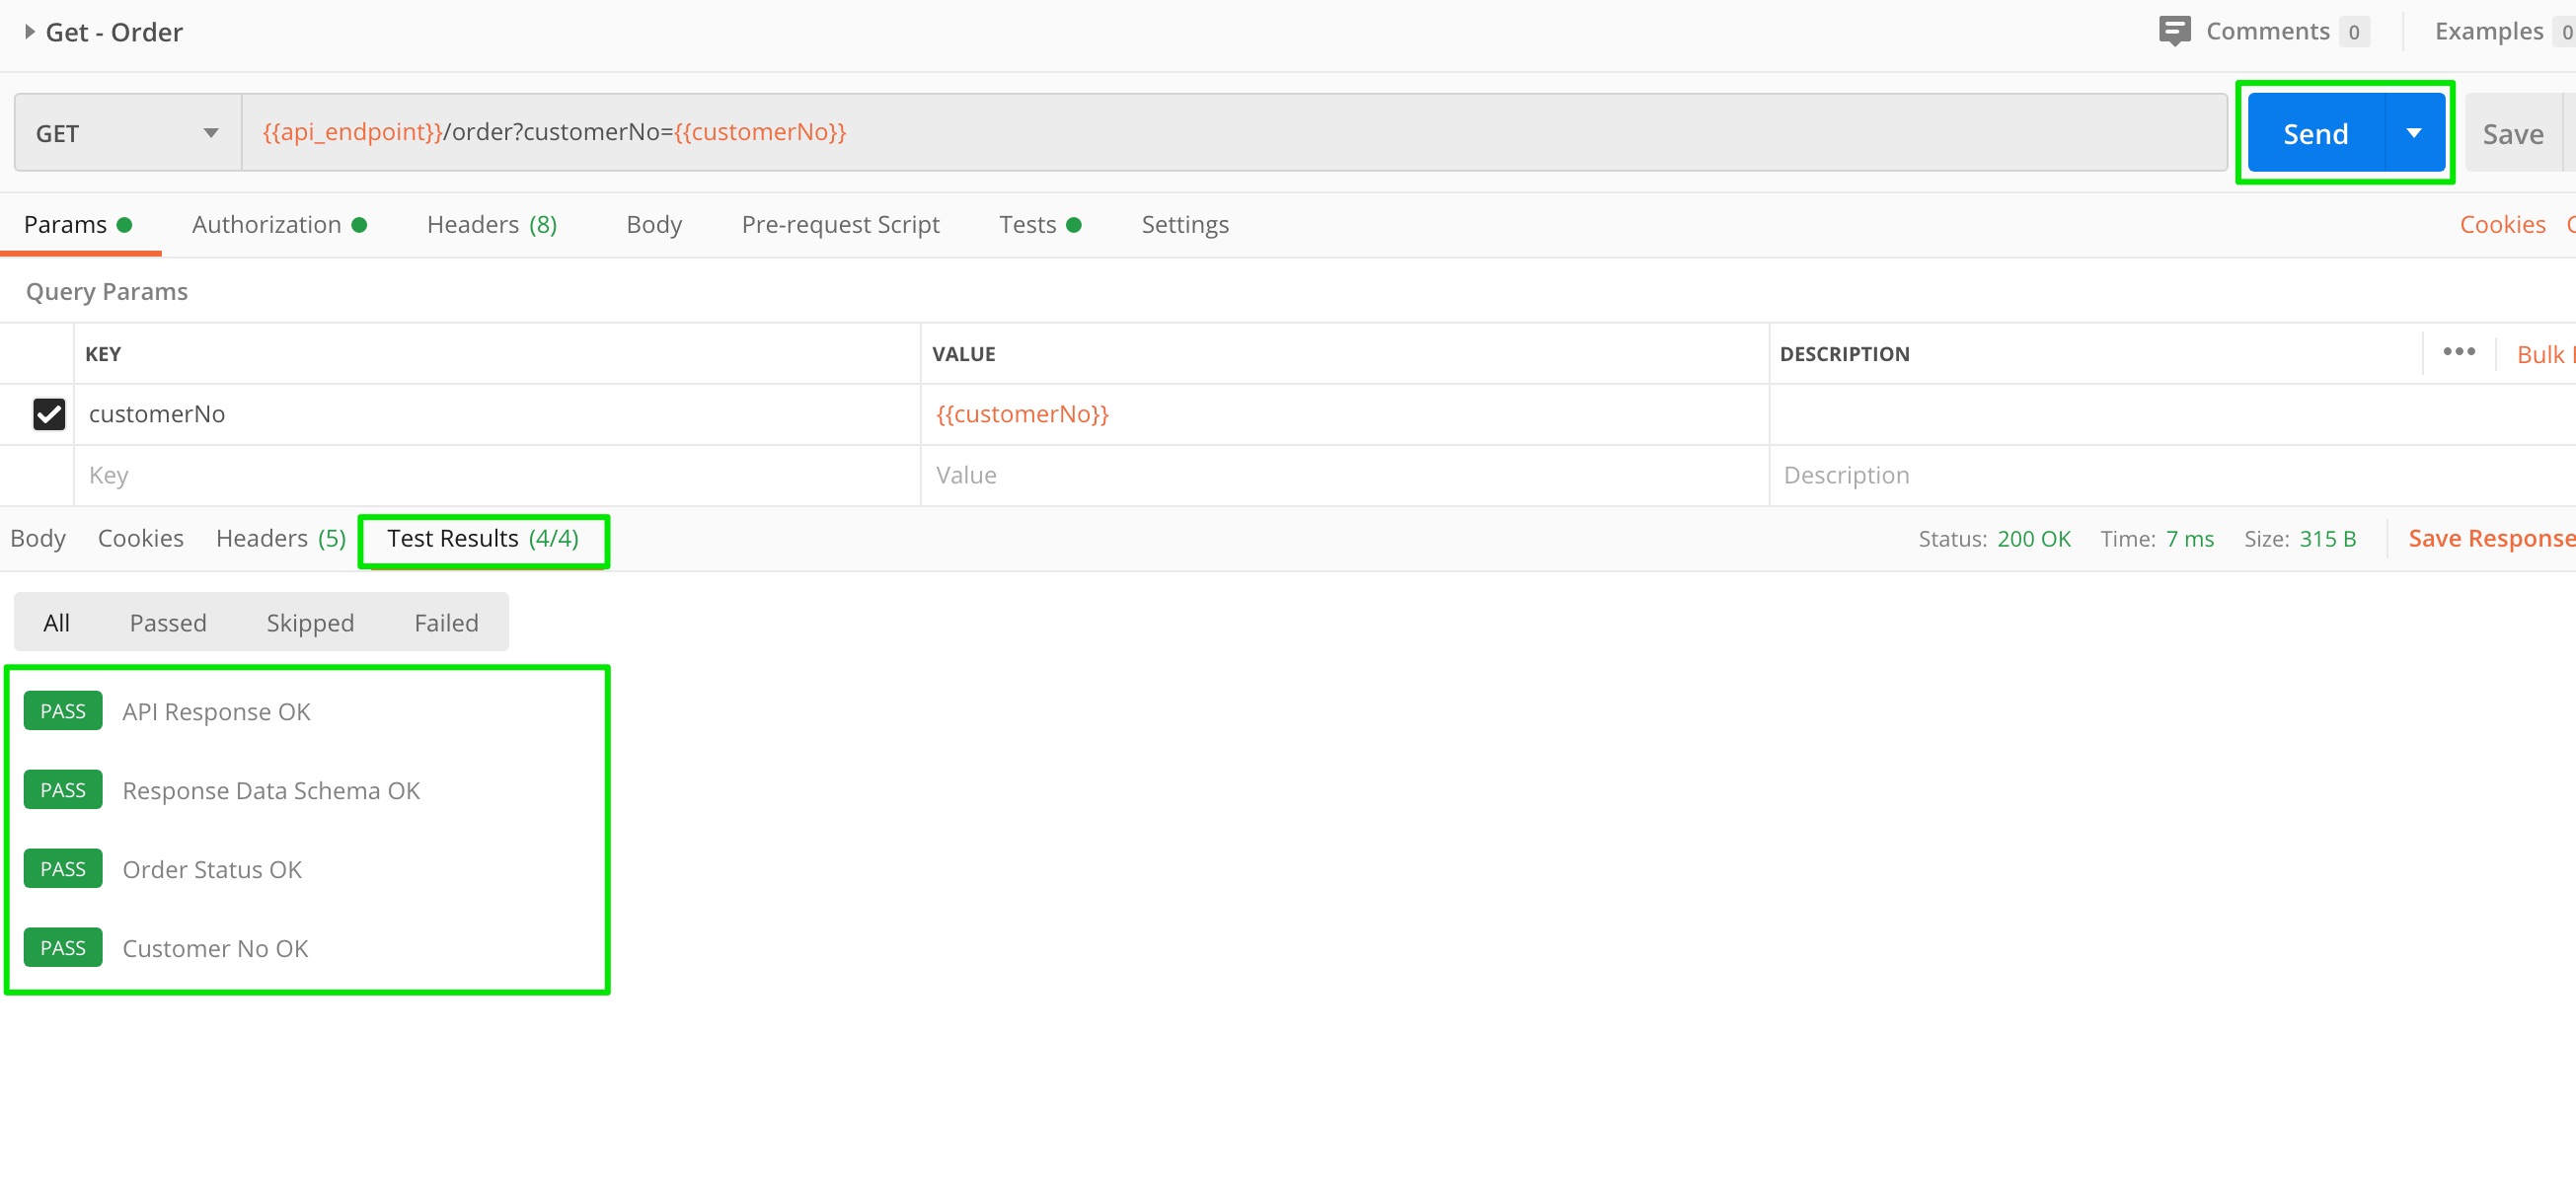 Get - Order
Comments 0 Examples 0
GET {{api_endpoint}}/order?customerNo={{customerNo}} Send Save
Params Authorization Headers (8) Body Pre-request Script Tests Settings Cookies
Query Params
KEY VALUE DESCRIPTION Bulk
customerNo {{customerNo}}
Key Value Description
Body Cookies Headers (5) Test Results (4/4) Status: 200 OK Time: 7 ms Size: 315 B Save Response
All Passed Skipped Failed
PASS API Response OK
PASS Response Data Schema OK
PASS Order Status OK
PASS Customer No OK